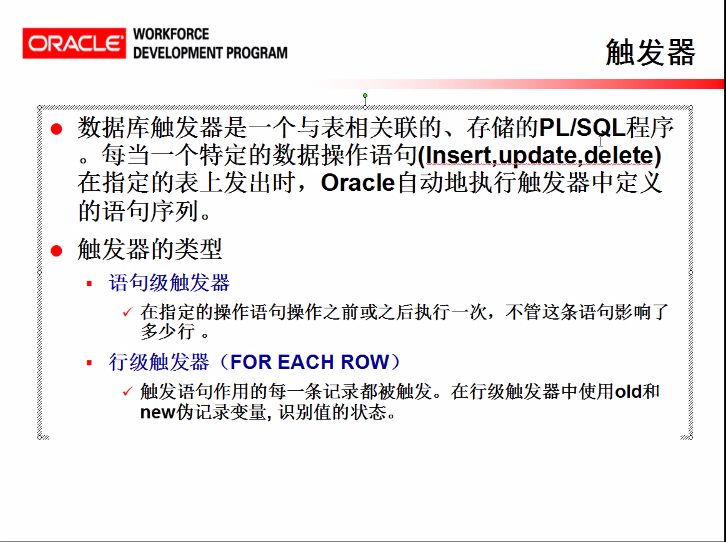 ORACLE
WORKFORCE
DEVELOPMENT PROGRAM
触发器
数据库触发器是一个与表相关联的、存储的PL/SQL程序
。每当一个特定的数据操作语句(Insert,update,delete)
在指定的表上发出时，Oracle自动地执行触发器中定义
的语句序列。
触发器的类型
语句级触发器
在指定的操作语句操作之前或之后执行一次，不管这条语句影响了
多少行 。
行级触发器（FOR EACH ROW）
触发语句作用的每一条记录都被触发。在行级触发器中使用old和
new伪记录变量, 识别值的状态。